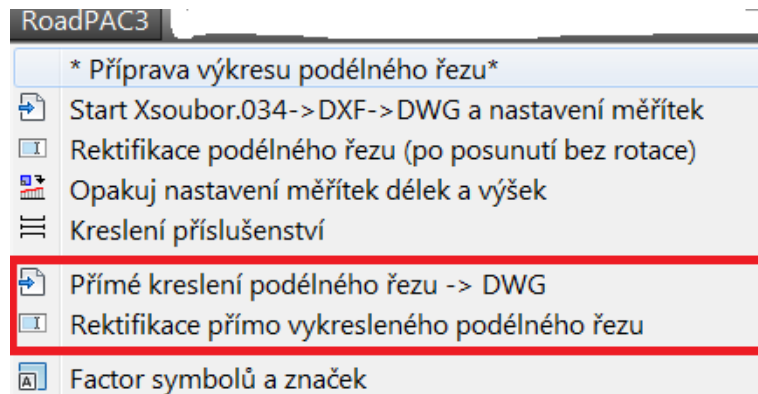 RoadPAC3
* Příprava výkresu podélného řezu*
Start Xsoubor.034->DXF->DWG a nastavení měřítek
Rektifikace podélného řezu (po posunutí bez rotace)
Opakuj nastavení měřítek délek a výšek
Kreslení příslušenství
Přímé kreslení podélného řezu -> DWG
Rektifikace přímo vykresleného podélného řezu
Factor symbolů a značek